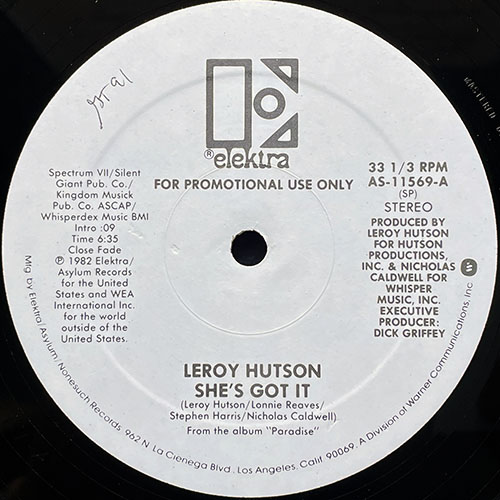 ® elektra
FOR PROMOTIONAL USE ONLY
Spectrum VII/Silent
Giant Pub. Co./
Kingdom Musick
Pub. Co. ASCAP/
Whisperdex Music BMI
Intro :09
Time 6:35
Close Fade
℗ 1982 Elektra/
Asylum Records
for the United
States and WEA
International Inc.
for the world
outside of the
United States.
33 1/3 RPM
AS-11569-A
(SP)
STEREO
PRODUCED BY
LEROY HUTSON
FOR HUTSON
PRODUCTIONS,
INC. & NICHOLAS
CALDWELL FOR
WHISPER
MUSIC, INC.
EXECUTIVE
PRODUCER:
DICK GRIFFEY
LEROY HUTSON
SHE'S GOT IT
(Leroy Hutson/Lonnie Reaves/
Stephen Harris/Nicholas Caldwell)
From the album "Paradise"
Mfg. by Elektra/Asylum/Nonesuch Records, 962 N. La Cienega Blvd., Los Angeles, Calif. 90069. A Division of Warner Communications, Inc.
MASTERED